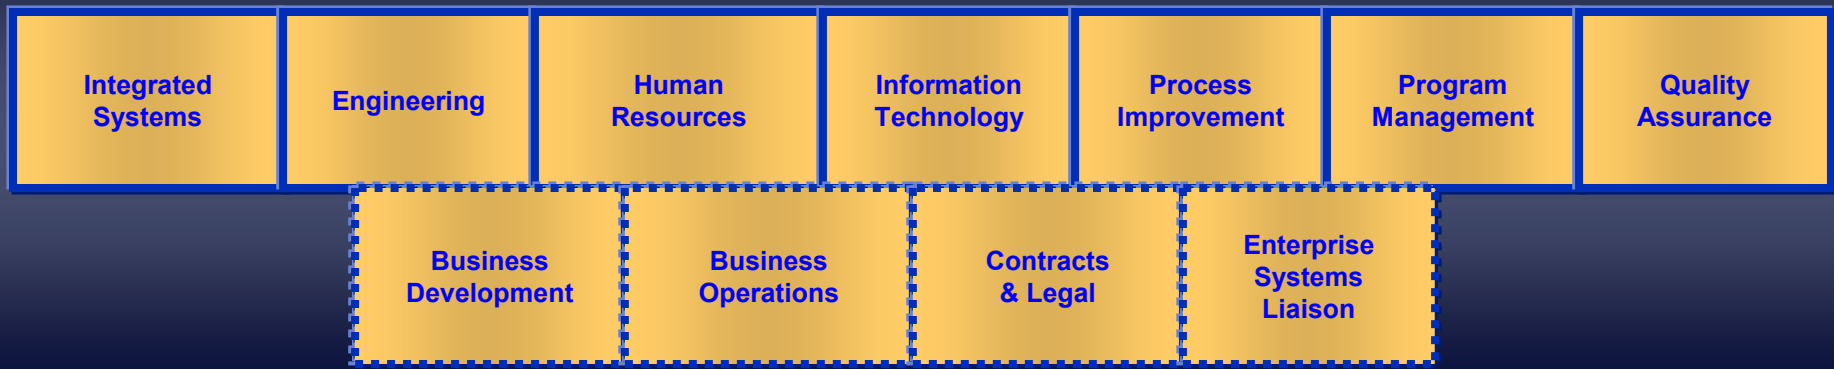 Integrated
Systems
Engineering
Human
Resources
Information
Technology
Process
Improvement
Program
Management
Quality
Assurance
Business
Development
Business
Operations
Contracts
& Legal
Enterprise
Systems
Liaison